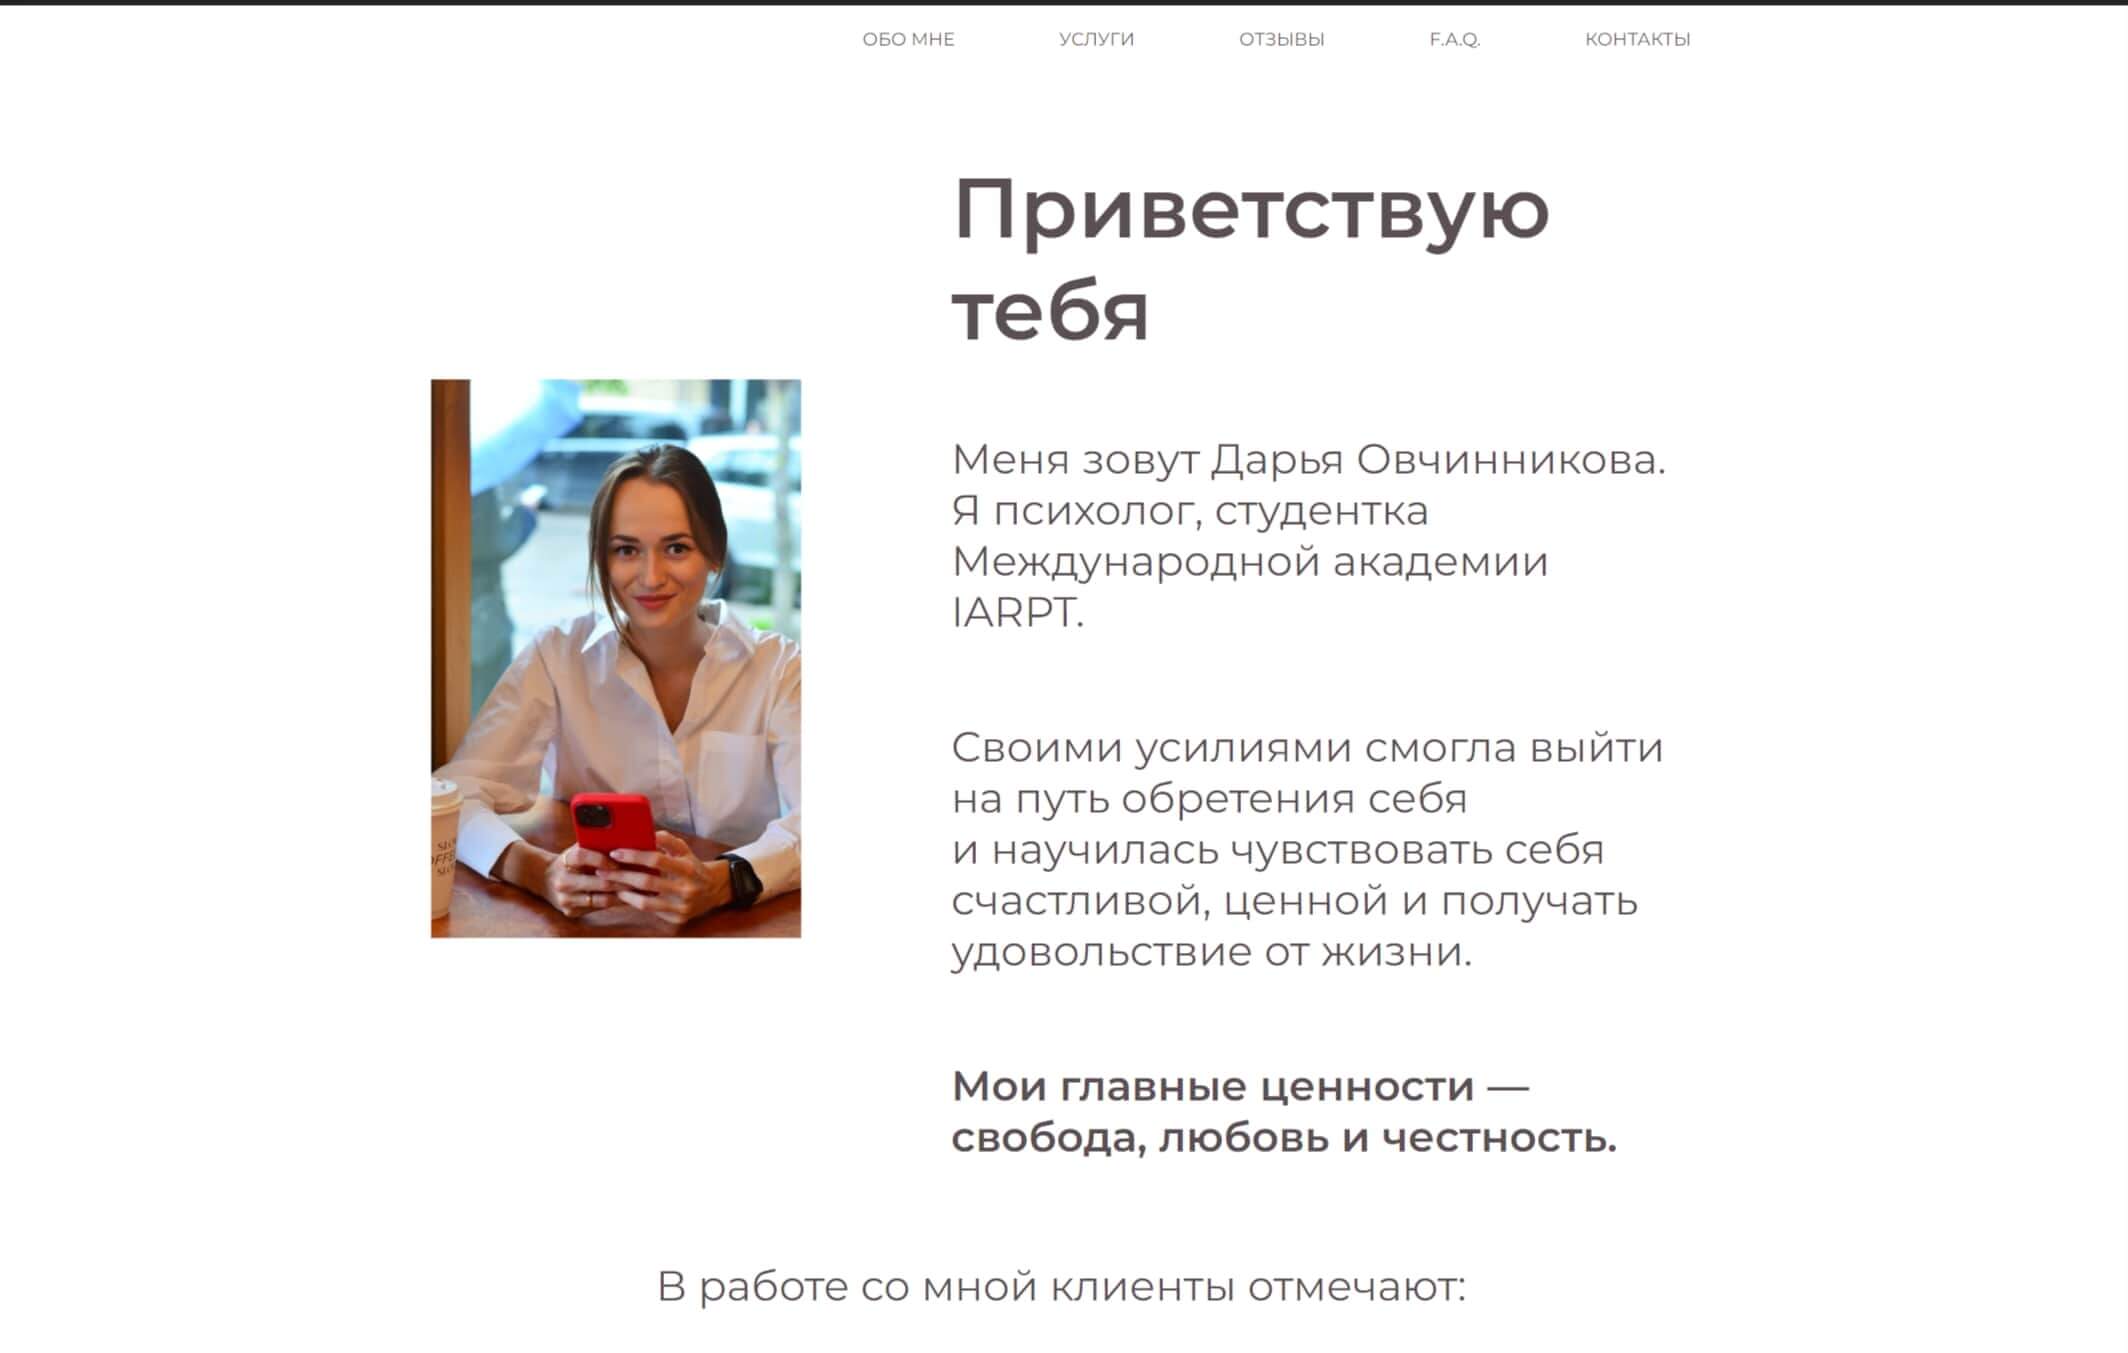 ОБО МНЕ УСЛУГИ ОТЗЫВЫ F.A.Q. КОНТАКТЫ
Приветствую
тебя
Меня зовут Дарья Овчинникова.
Я психолог, студентка
Международной академии
IARPT.
Своими усилиями смогла выйти
на путь обретения себя
и научилась чувствовать себя
счастливой, ценной и получать
удовольствие от жизни.
Мои главные ценности —
свобода, любовь и честность.
В работе со мной клиенты отмечают: